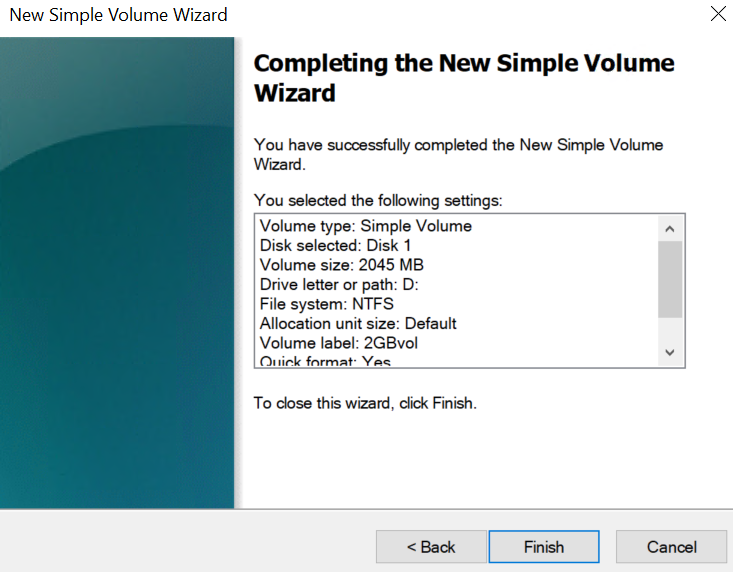 New Simple Volume Wizard
Completing the New Simple Volume
Wizard
You have successfully completed the New Simple Volume
Wizard.
You selected the following settings:
Volume type: Simple Volume
Disk selected: Disk 1
Volume size: 2045 MB
Drive letter or path: D:
File system: NTFS
Allocation unit size: Default
Volume label: 2GBvol
Quick format: Yes
To close this wizard, click Finish.
< Back
Finish
Cancel